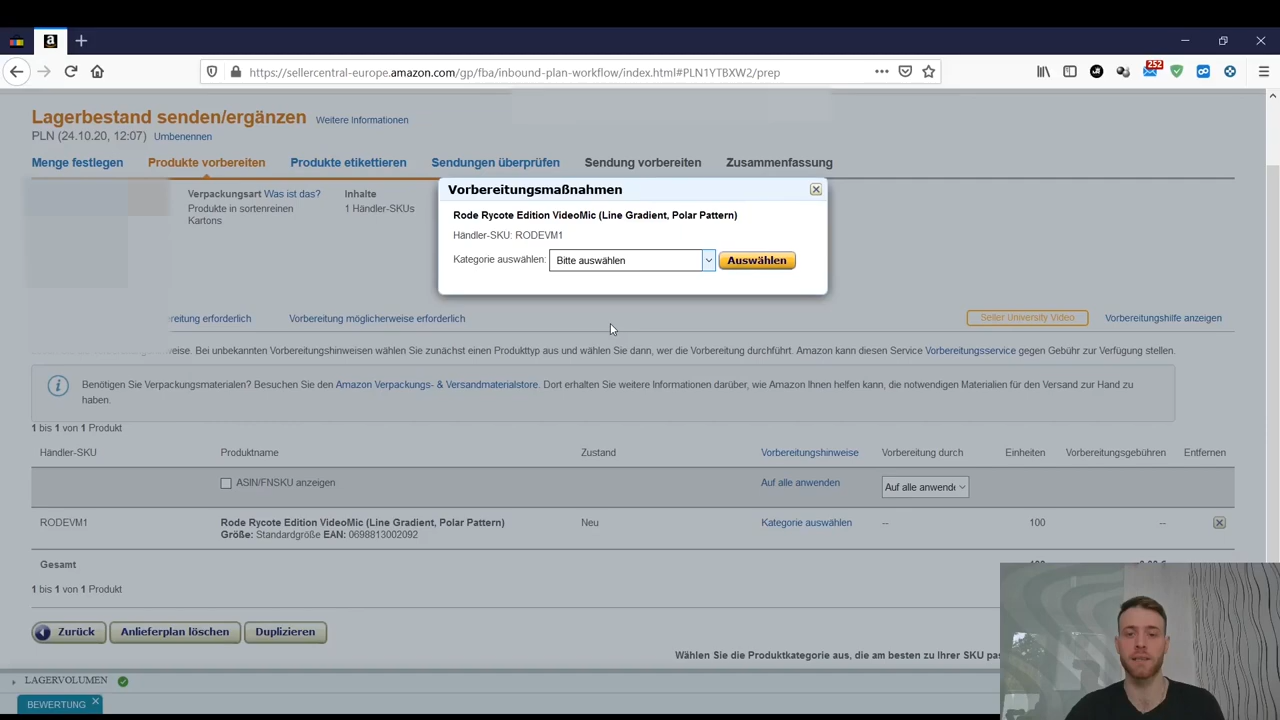 https://sellercentral-europe.amazon.com/gp/fba/inbound-plan-workflow/index.html#PLN1YTBXW2/prep
252
Lagerbestand senden/ergänzen Weitere Informationen
PLN (24.10.20, 12:07) Umbenennen
Menge festlegen Produkte vorbereiten Produkte etikettieren Sendungen überprüfen Sendung vorbereiten Zusammenfassung
Verpackungsart Was ist das?
Produkte in sortenreinen
Kartons
Inhalte
1 Händler-SKUs
Vorbereitungsmaßnahmen
Rode Rycote Edition VideoMic (Line Gradient, Polar Pattern)
Händler-SKU: RODEVM1
Kategorie auswählen: Bitte auswählen Auswählen
erforderlich Vorbereitung möglicherweise erforderlich Seller University Video Vorbereitungshilfe anzeigen
Bei unbekannten Vorbereitungshinweisen wählen Sie zunächst einen Produkttyp aus und wählen Sie dann, wer die Vorbereitung durchführt. Amazon kann diesen Service Vorbereitungsservice gegen Gebühr zur Verfügung stellen.
Benötigen Sie Verpackungsmaterialien? Besuchen Sie den Amazon Verpackungs- & Versandmaterialstore. Dort erhalten Sie weitere Informationen darüber, wie Amazon Ihnen helfen kann, die notwendigen Materialien für den Versand zur Hand zu
haben.
1 bis 1 von 1 Produkt
Händler-SKU Produktname Zustand Vorbereitungshinweise Vorbereitung durch Einheiten Vorbereitungsgebühren Entfernen
ASIN/FNSKU anzeigen Auf alle anwenden Auf alle anwende
RODEVM1 Rode Rycote Edition VideoMic (Line Gradient, Polar Pattern) Neu Kategorie auswählen -- 100 --
Größe: Standardgröße EAN: 0698813002092
Gesamt
1 bis 1 von 1 Produkt
Zurück Anlieferplan löschen Duplizieren
Wählen Sie die Produktkategorie aus, die am besten zu Ihrer SKU pas
LAGERVOLUMEN
BEWERTUNG